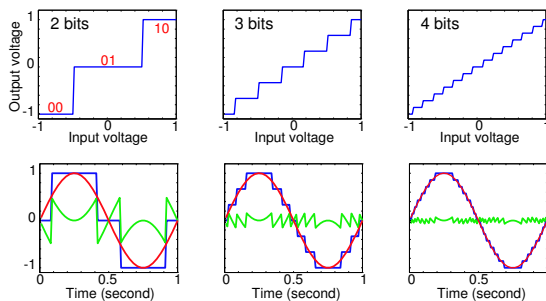 2 bits
3 bits
4 bits
Output voltage
1
0
-1
00
01
10
-1 0 1
Input voltage
-1 0 1
Input voltage
-1 0 1
Input voltage
1
0
-1
0 0.5 1
Time (second)
0 0.5 1
Time (second)
0 0.5 1
Time (second)